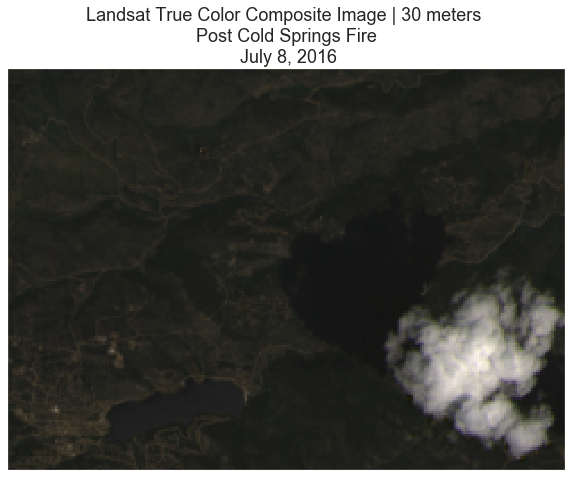 Landsat True Color Composite Image | 30 meters
Post Cold Springs Fire
July 8, 2016